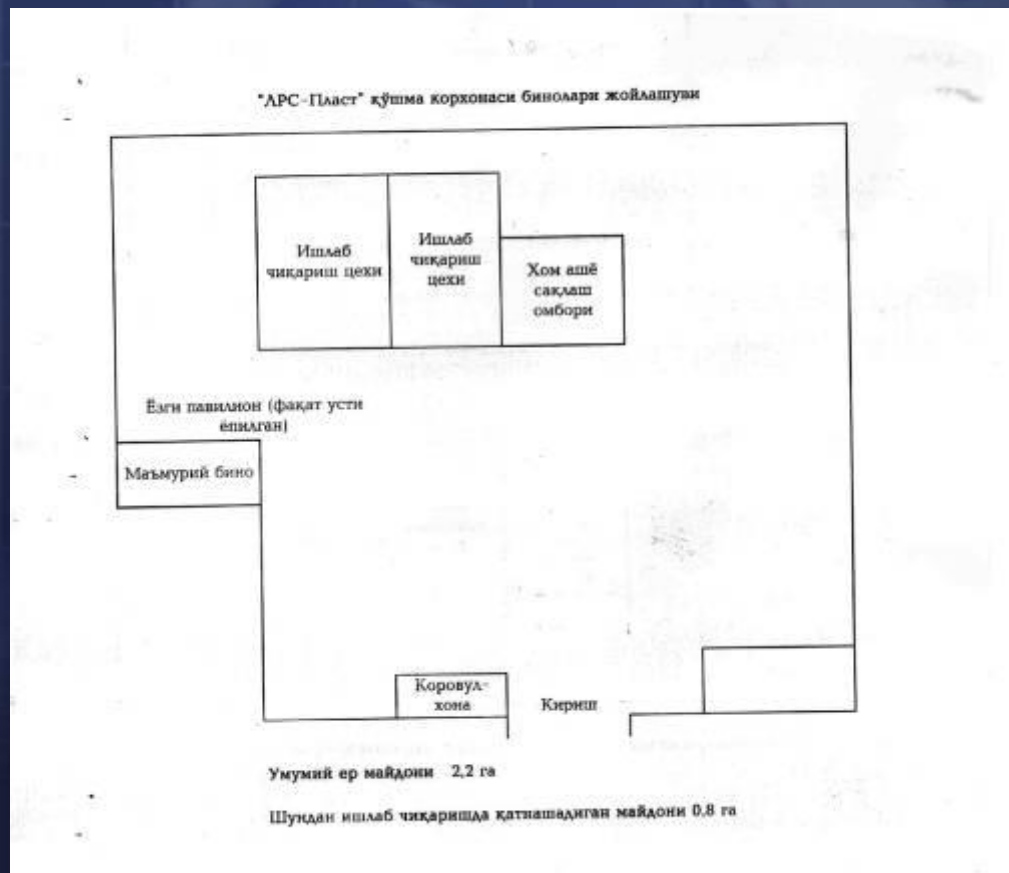 "АРС-Пласт" қўшма корхонаси бинолари жойлашуви
Ишлаб
чиқариш цехи
Ишлаб
чиқариш
цехи
Хом ашё
сақлаш
омбори
Ёзги павилион (фақат усти
ёпилган)
Маъмурий бино
Коровул-
хона
Кириш
Умумий ер майдони 2,2 га
Шундан ишлаб чиқаришда қатнашадиган майдони 0,8 га